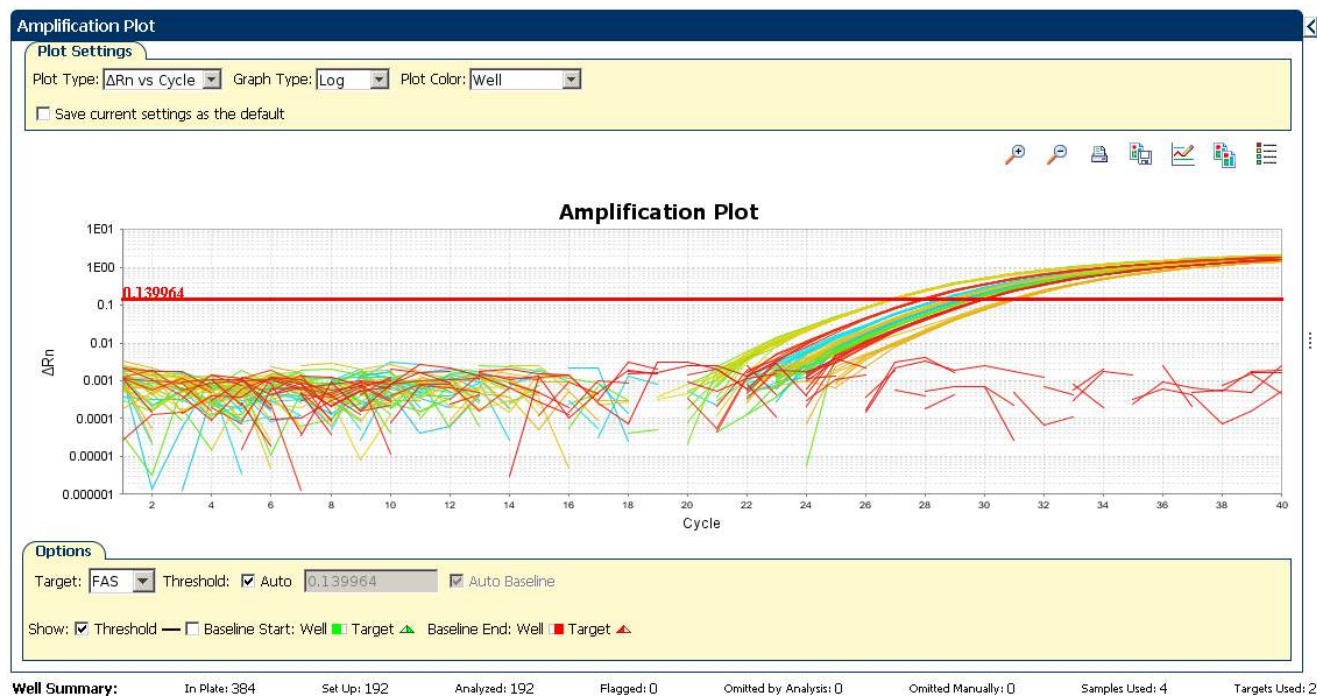 Amplification Plot
Plot Settings
Plot Type: ΔRn vs Cycle Graph Type: Log Plot Color: Well
Save current settings as the default
Amplification Plot
1E01
1E00
0.139964
0.1
0.01
ΔRn
0.001
0.0001
0.00001
0.000001
2 4 6 8 10 12 14 16 18 20 22 24 26 28 30 32 34 36 38 40
Cycle
Options
Target: FAS Threshold: Auto 0.139964 Auto Baseline
Show: Threshold Baseline Start: Well Target Baseline End: Well Target
Well Summary: In Plate: 384 Set Up: 192 Analyzed: 192 Flagged: 0 Omitted by Analysis: 0 Omitted Manually: 0 Samples Used: 4 Targets Used: 2